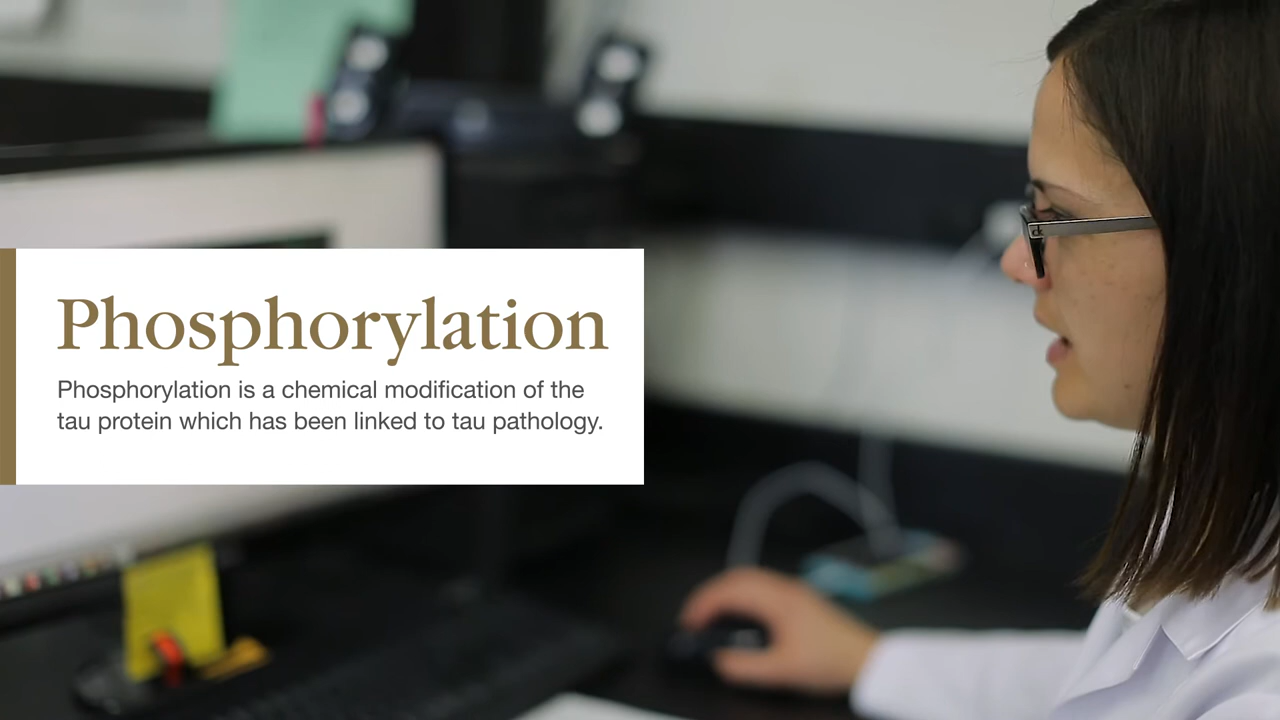 Phosphorylation
Phosphorylation is a chemical modification of the
tau protein which has been linked to tau pathology.